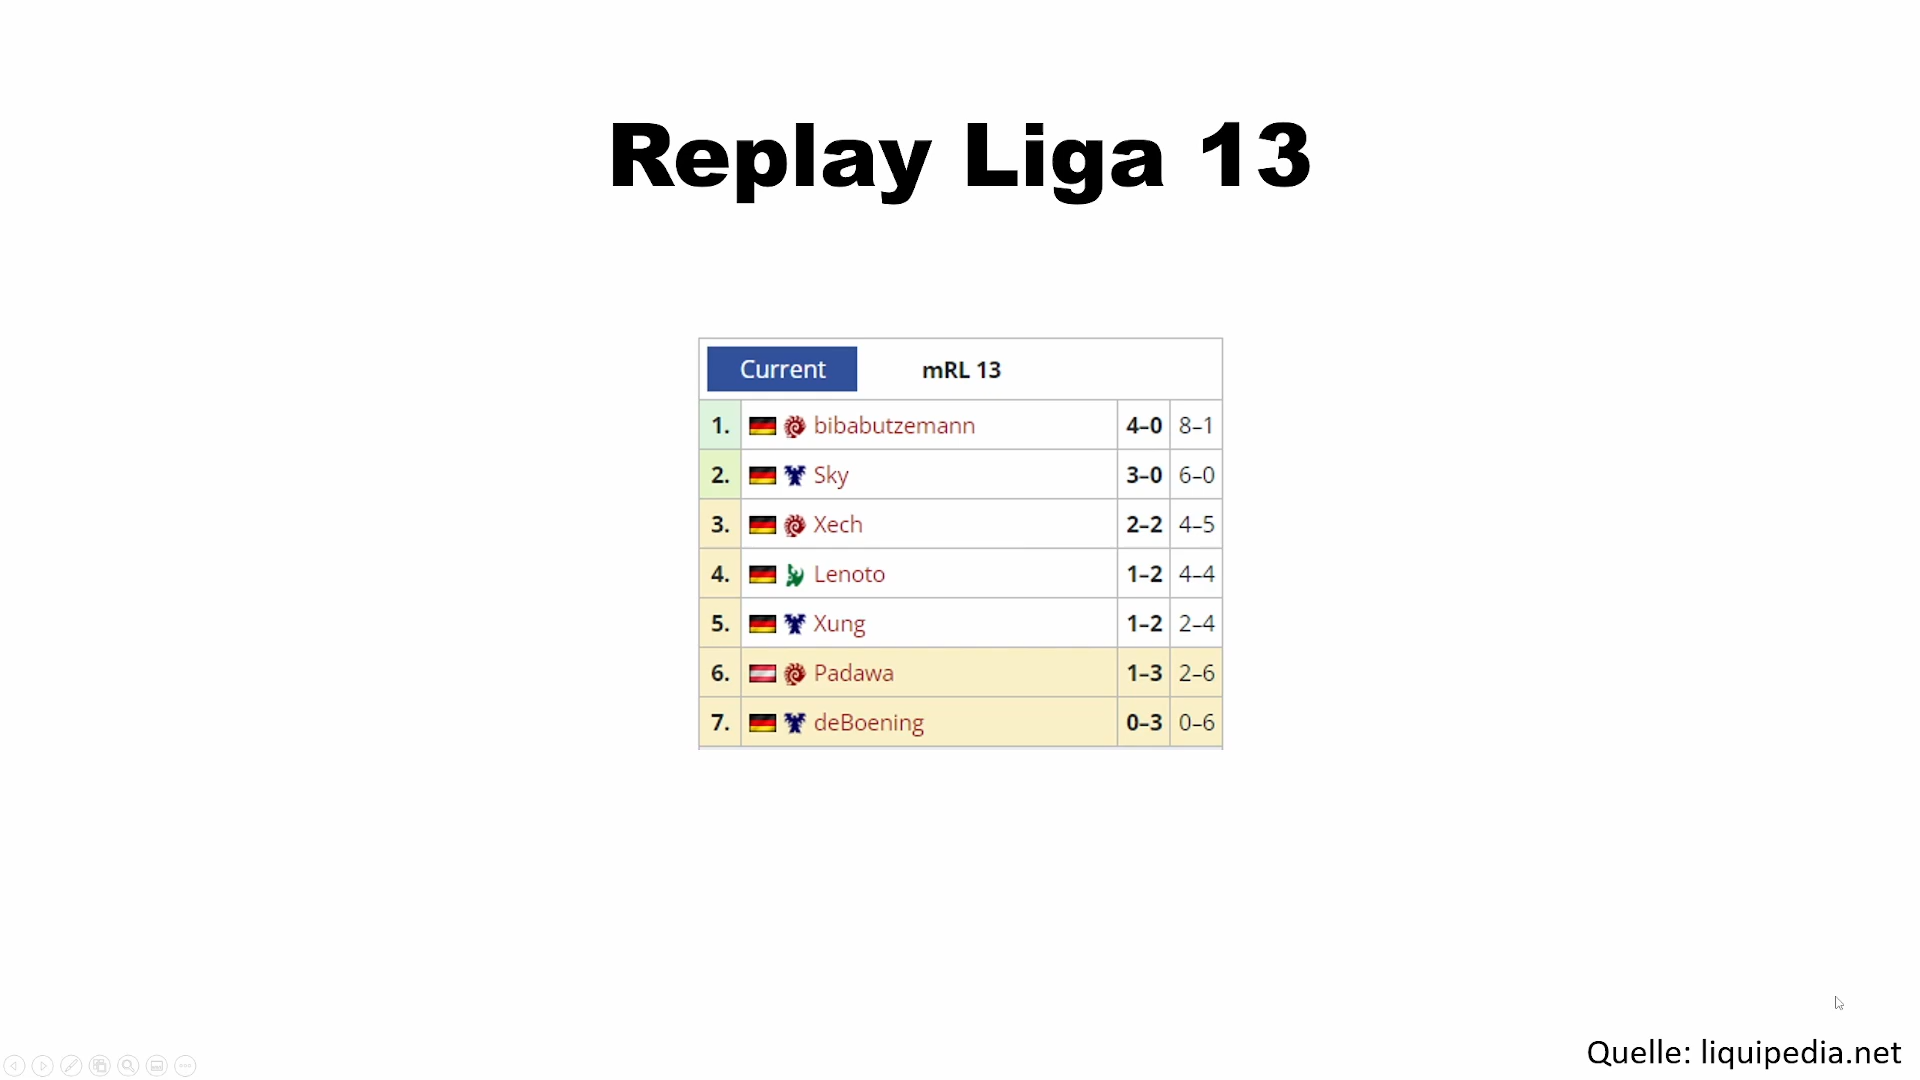 Replay Liga 13
Current mRL 13
1. bibabutzemann 4–0 8–1
2. Sky 3–0 6–0
3. Xech 2–2 4–5
4. Lenoto 1–2 4–4
5. Xung 1–2 2–4
6. Padawa 1–3 2–6
7. deBoening 0–3 0–6
Quelle: liquipedia.net